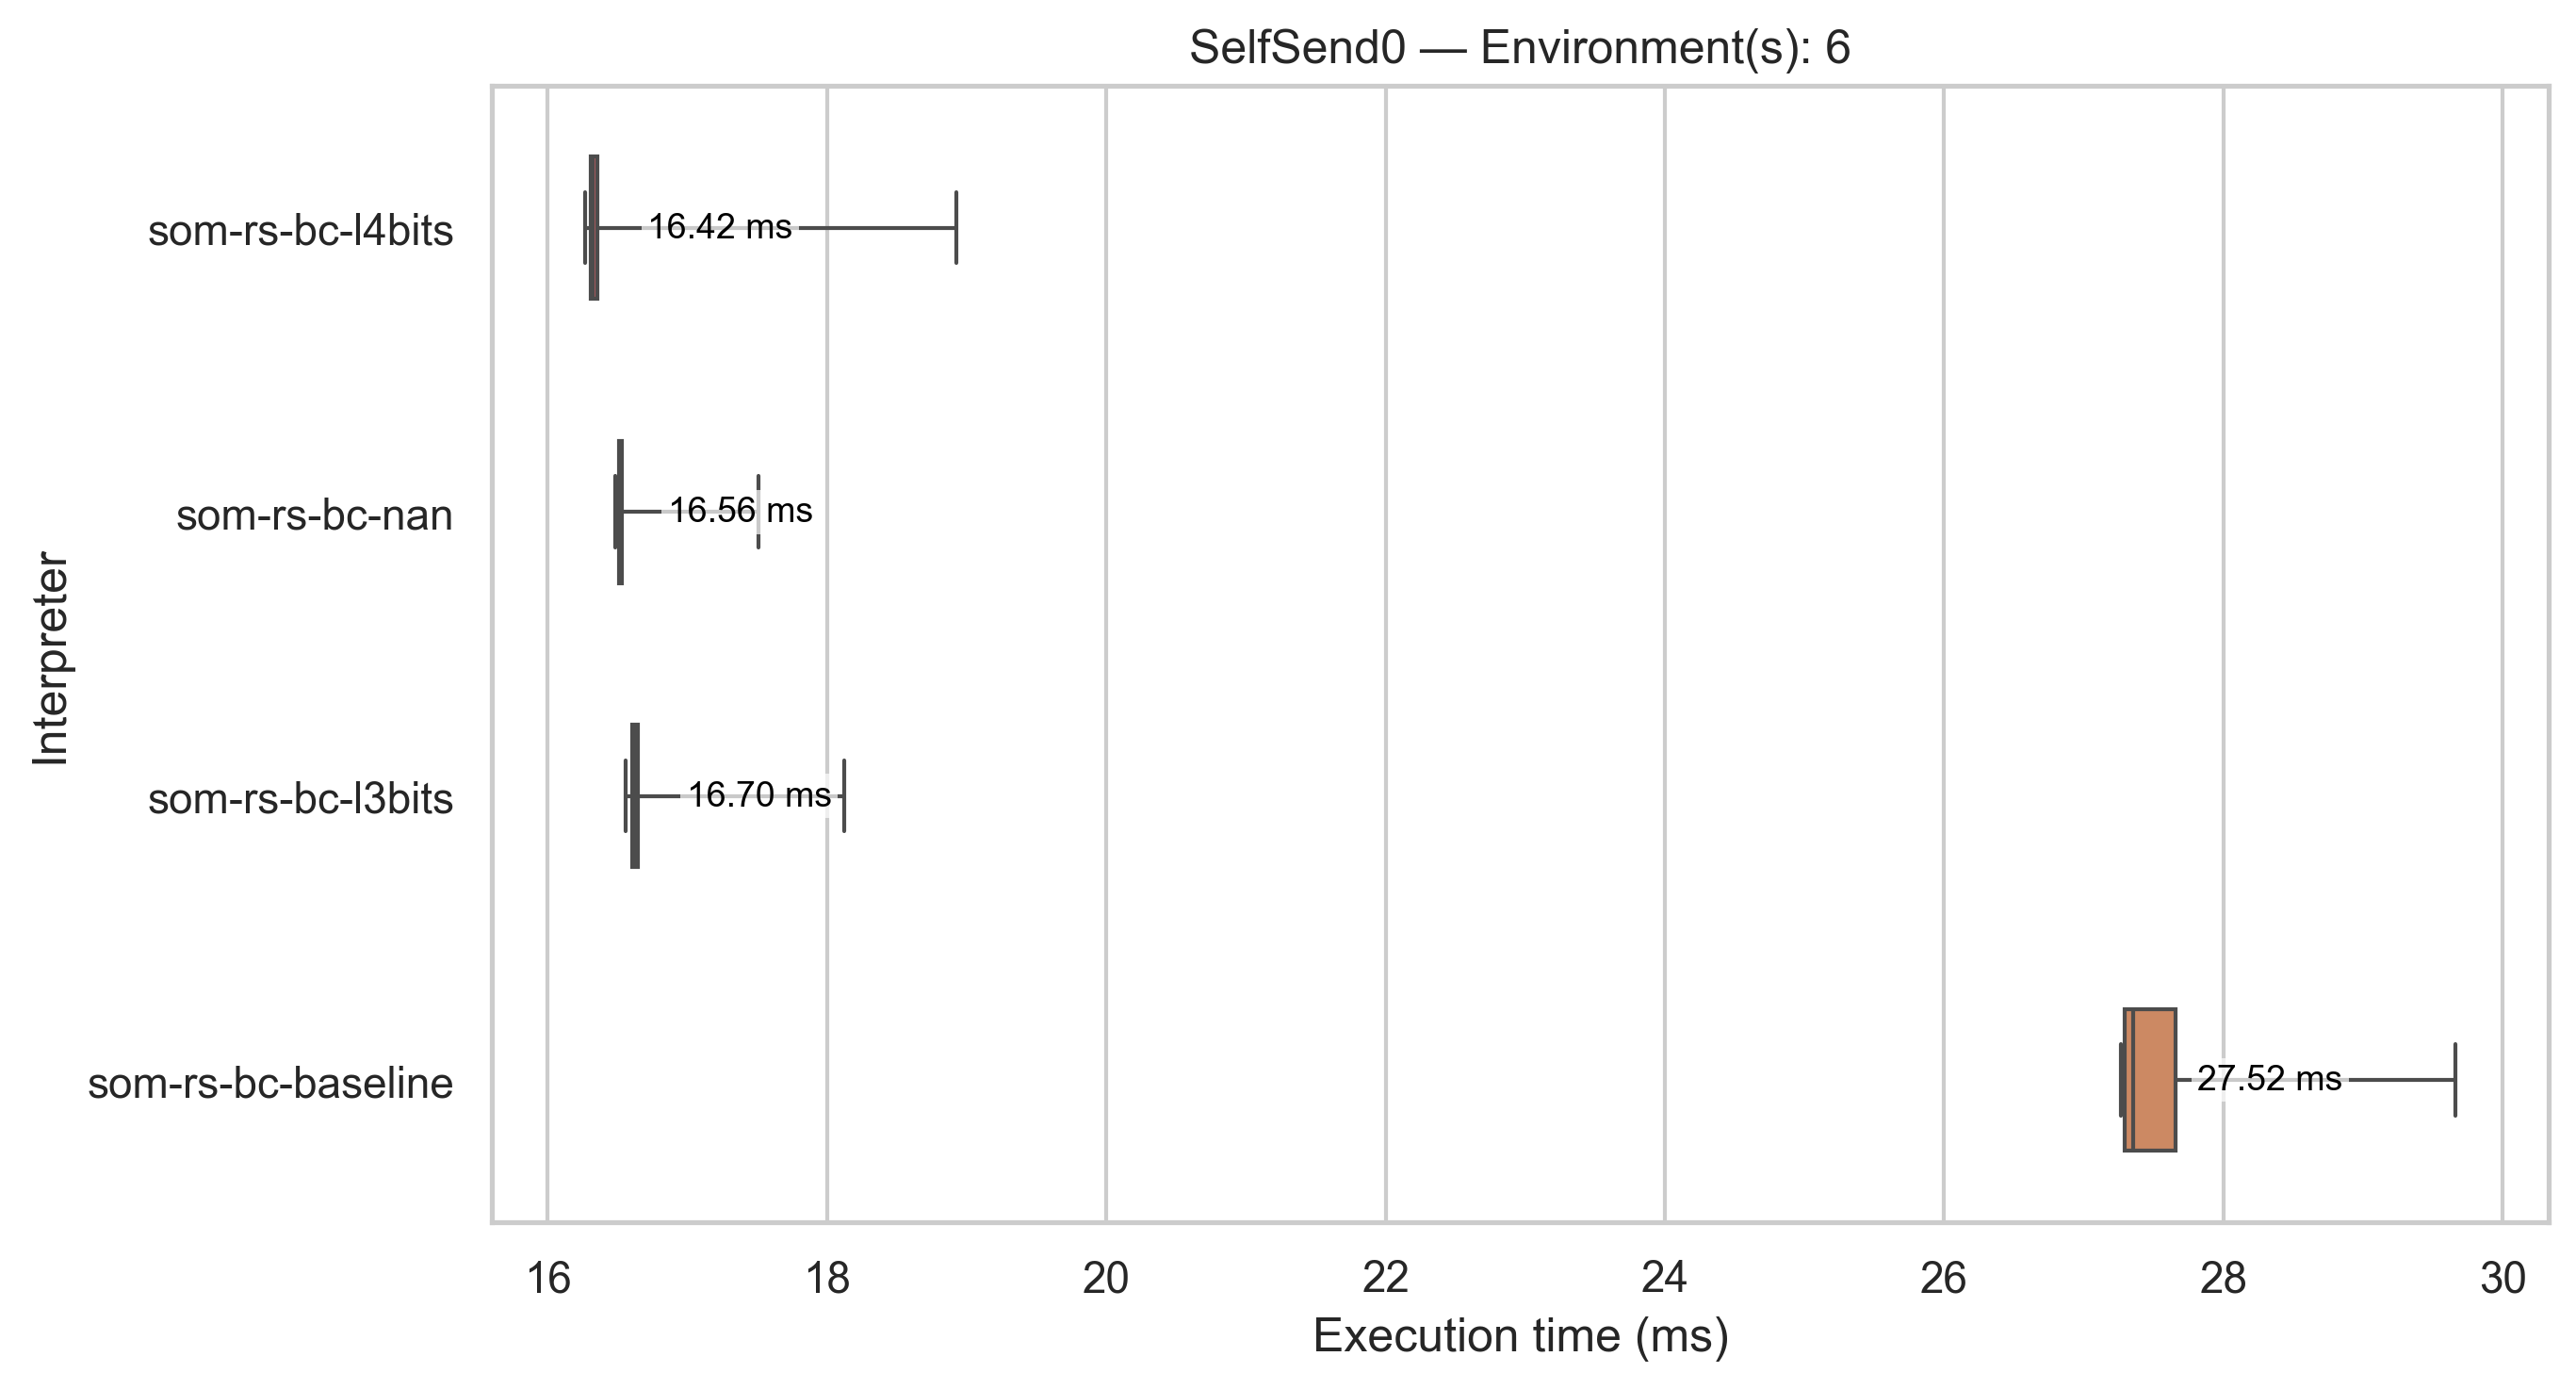 SelfSend0 — Environment(s): 6
Interpreter
som-rs-bc-l4bits
16.42 ms
som-rs-bc-nan
16.56 ms
som-rs-bc-l3bits
16.70 ms
som-rs-bc-baseline
27.52 ms
16 18 20 22 24 26 28 30
Execution time (ms)